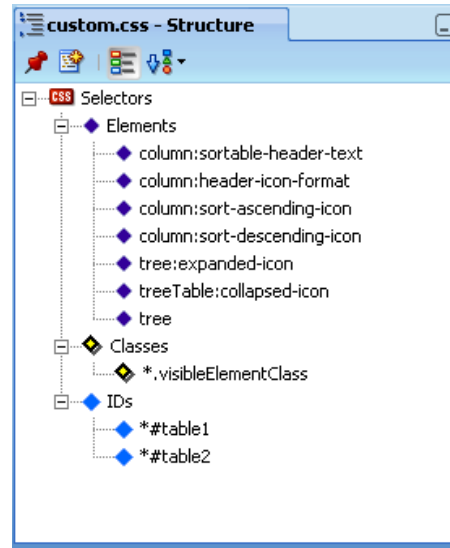 custom.css - Structure
CSS Selectors
Elements
column:sortable-header-text
column:header-icon-format
column:sort-ascending-icon
column:sort-descending-icon
tree:expanded-icon
treeTable:collapsed-icon
tree
Classes
*.visibleElementClass
IDs
*#table1
*#table2